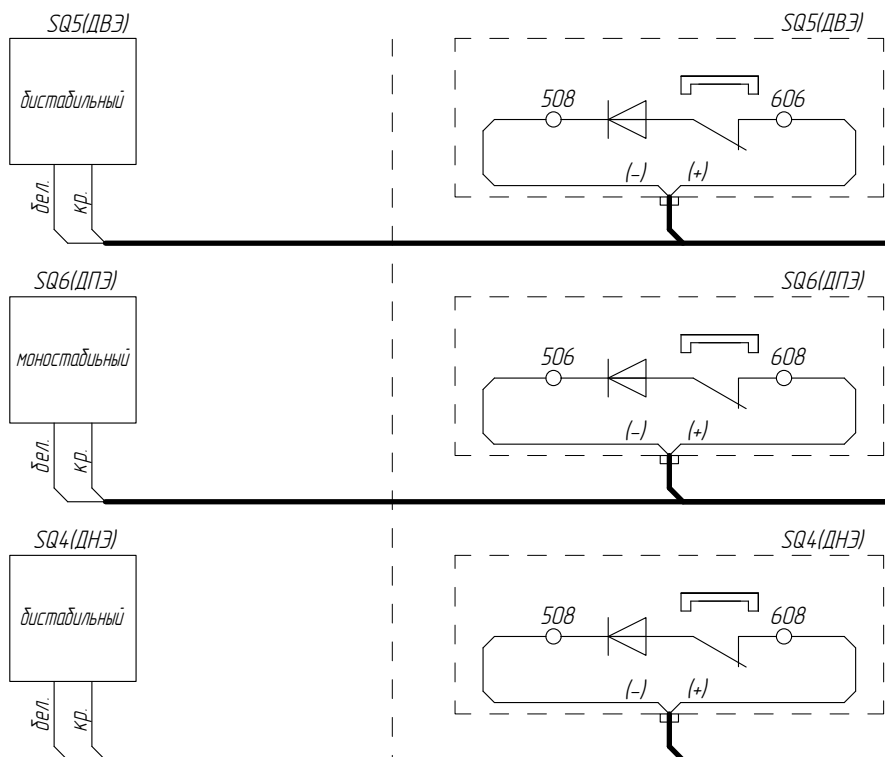 SQ5(ДВЭ)
бистабильный
бел.
кр.
SQ5(ДВЭ)
508
606
(-)
(+)
SQ6(ДПЭ)
моностабиьный
бел.
кр.
SQ6(ДПЭ)
506
608
(-)
(+)
SQ4(ДНЭ)
бистабильный
бел.
кр.
SQ4(ДНЭ)
508
608
(-)
(+)